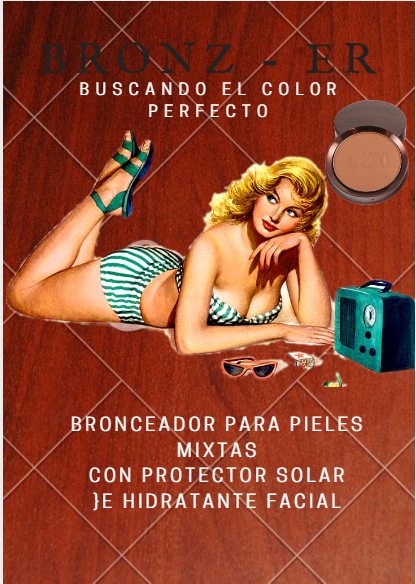 BRONZ - ER
BUSCANDO EL COLOR
PERFECTO
BRONCEADOR PARA PIELES
MIXTAS
CON PROTECTOR SOLAR
}E HIDRATANTE FACIAL